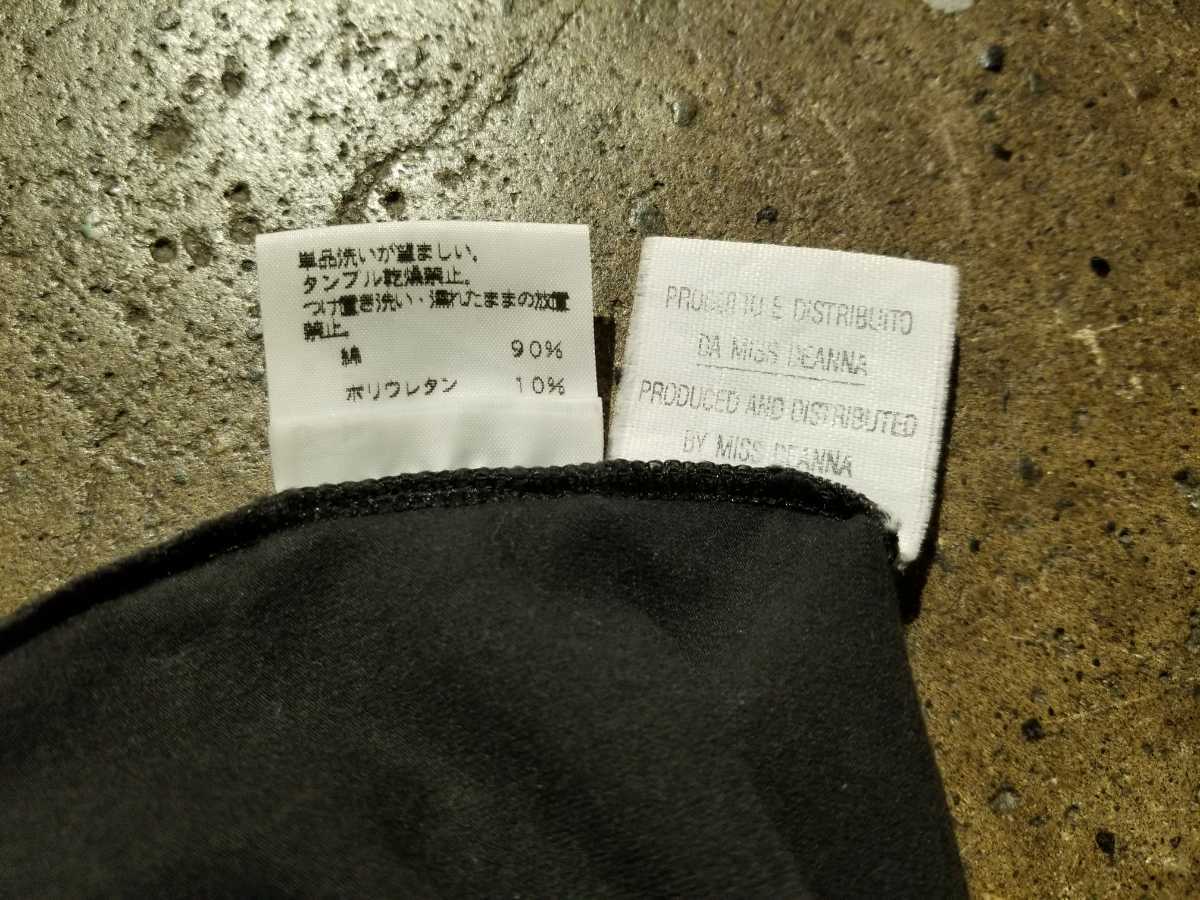 単品洗いが望ましい。
タンブル乾燥禁止。
つけ置き洗い・濡れたままの放置
禁止。
綿 90%
ポリウレタン 10%
PRODOTTO E DISTRIBUITO
DA MISS DEANNA
PRODUCED AND DISTRIBUTED
BY MISS DEANNA